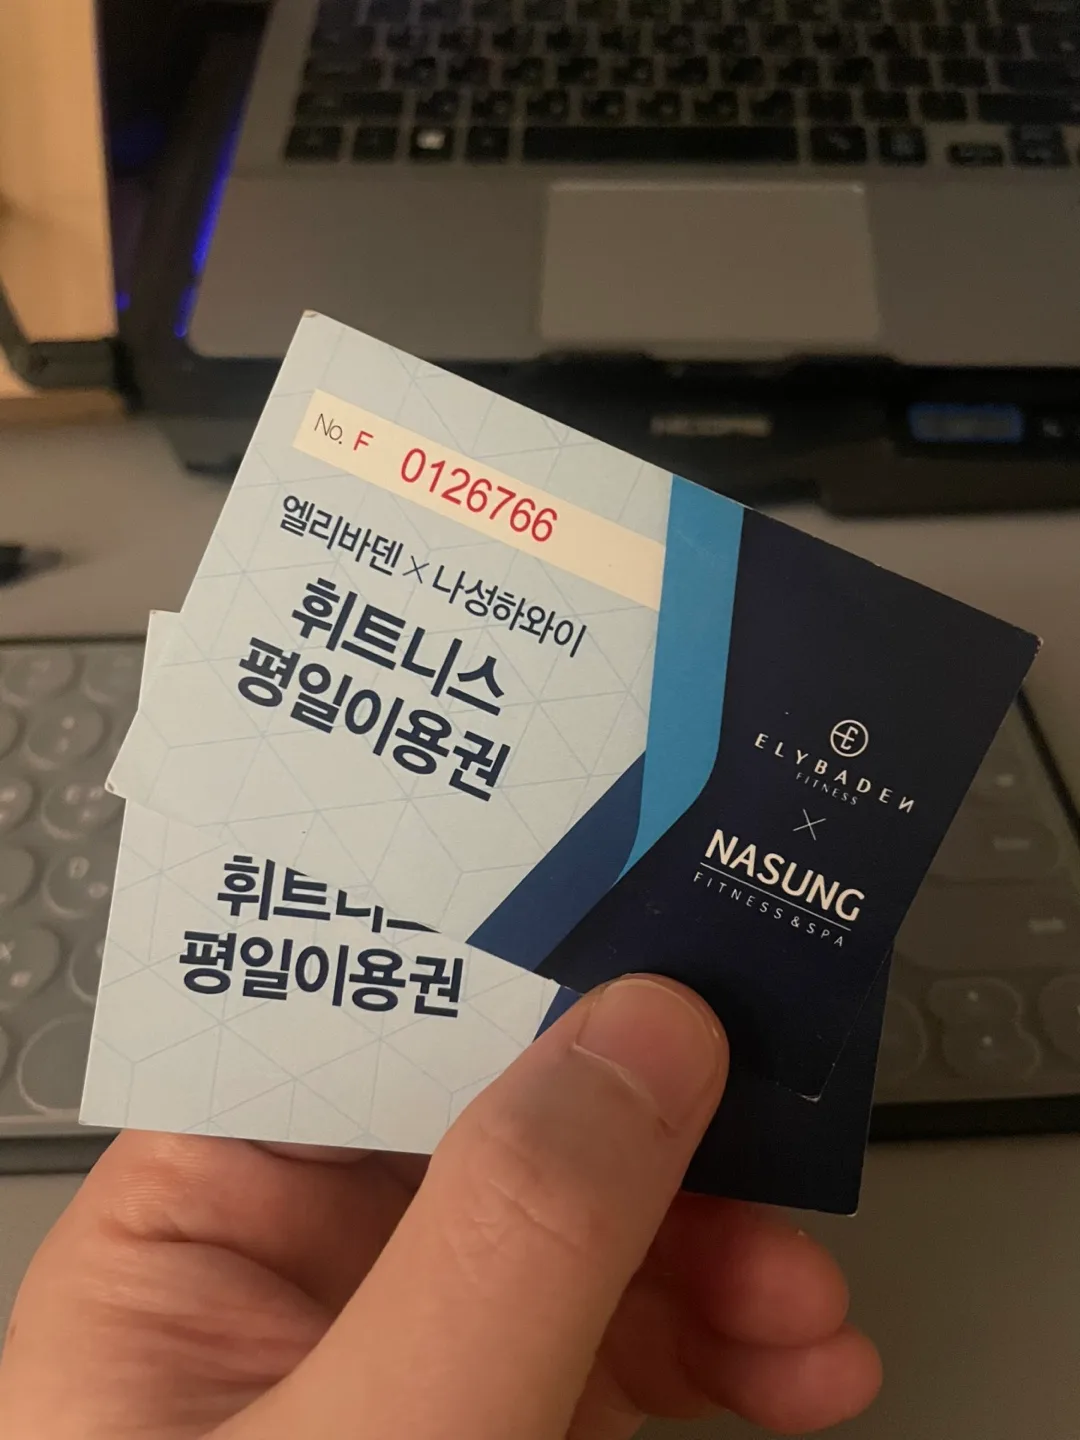 No. F 0126766
엘리바덴 × 나성하와이
휘트니스
평일이용권
ELYBADEN
FITNESS
×
NASUNG
FITNESS & SPA
휘트니스
평일이용권